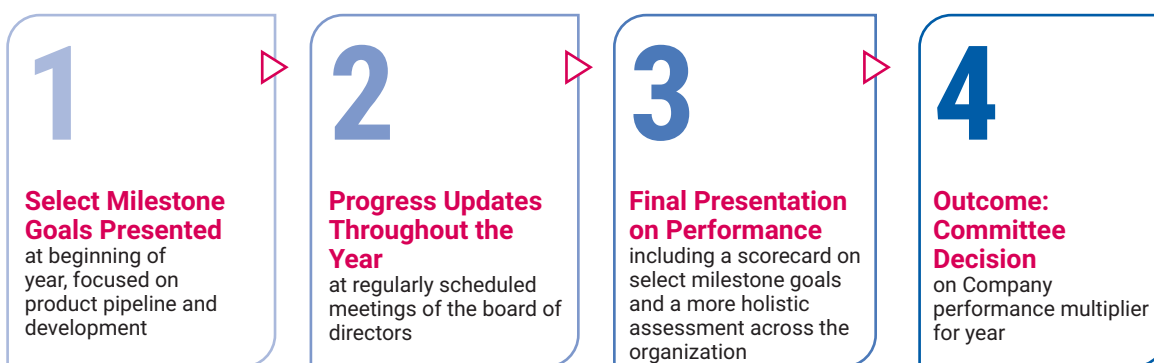 1
Select Milestone
Goals Presented
at beginning of
year, focused on
product pipeline and
development
2
Progress Updates
Throughout the
Year
at regularly scheduled
meetings of the board of
directors
3
Final Presentation
on Performance
including a scorecard on
select milestone goals
and a more holistic
assessment across the
organization
4
Outcome:
Committee
Decision
on Company
performance multiplier
for year